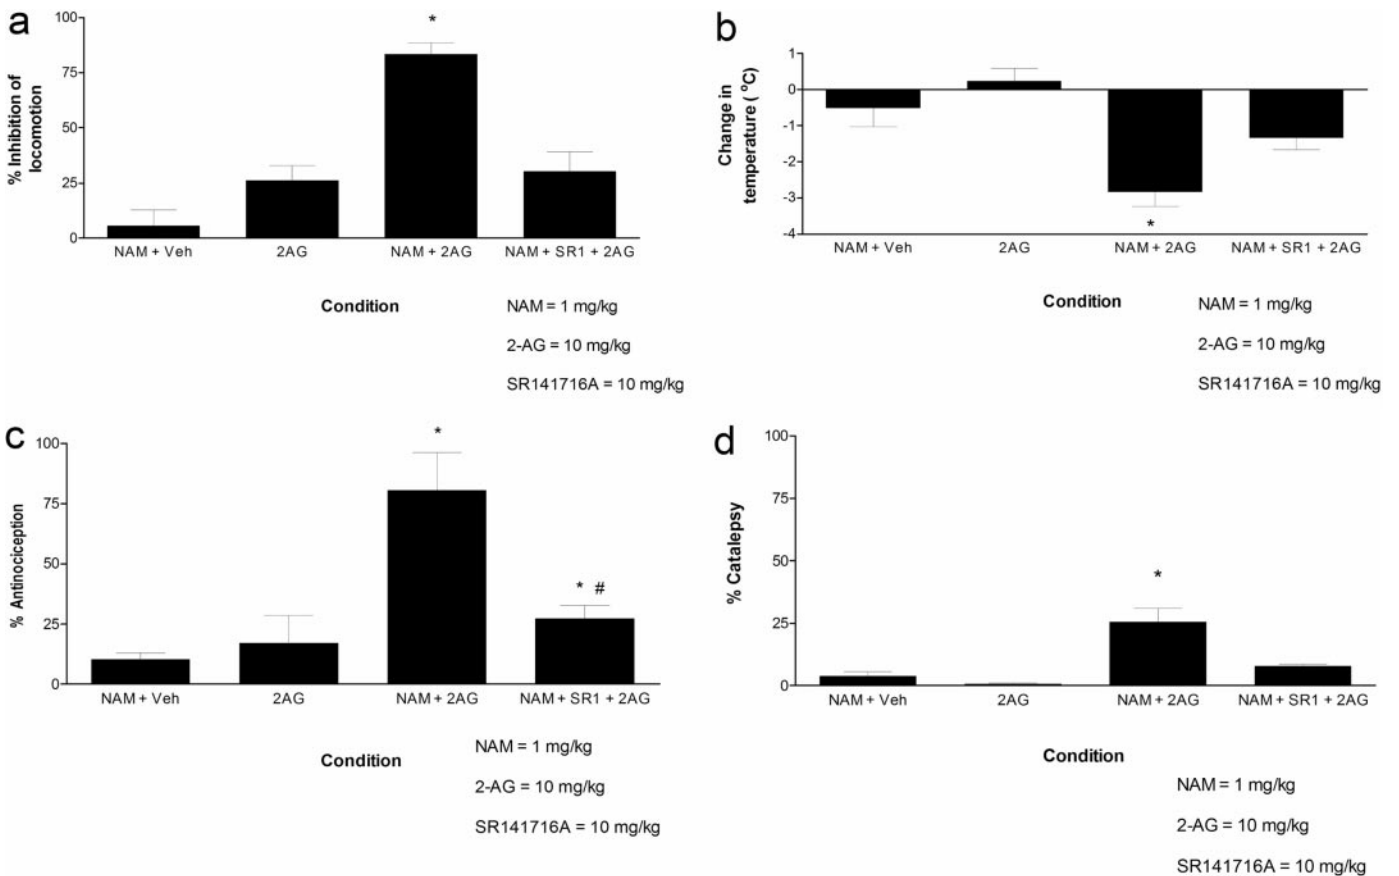 a
% Inhibition of
locomotion
100
75
50
25
0
*
NAM + Veh 2AG NAM + 2AG NAM + SR1 + 2AG
Condition
NAM = 1 mg/kg
2-AG = 10 mg/kg
SR141716A = 10 mg/kg
b
Change in
temperature ( °C)
1
0
-1
-2
-3
-4
*
NAM + Veh 2AG NAM + 2AG NAM + SR1 + 2AG
Condition
NAM = 1 mg/kg
2-AG = 10 mg/kg
SR141716A = 10 mg/kg
c
% Antinociception
100
75
50
25
0
*
* #
NAM + Veh 2AG NAM + 2AG NAM + SR1 + 2AG
Condition
NAM = 1 mg/kg
2-AG = 10 mg/kg
SR141716A = 10 mg/kg
d
% Catalepsy
100
75
50
25
0
*
NAM + Veh 2AG NAM + 2AG NAM + SR1 + 2AG
Condition
NAM = 1 mg/kg
2-AG = 10 mg/kg
SR141716A = 10 mg/kg